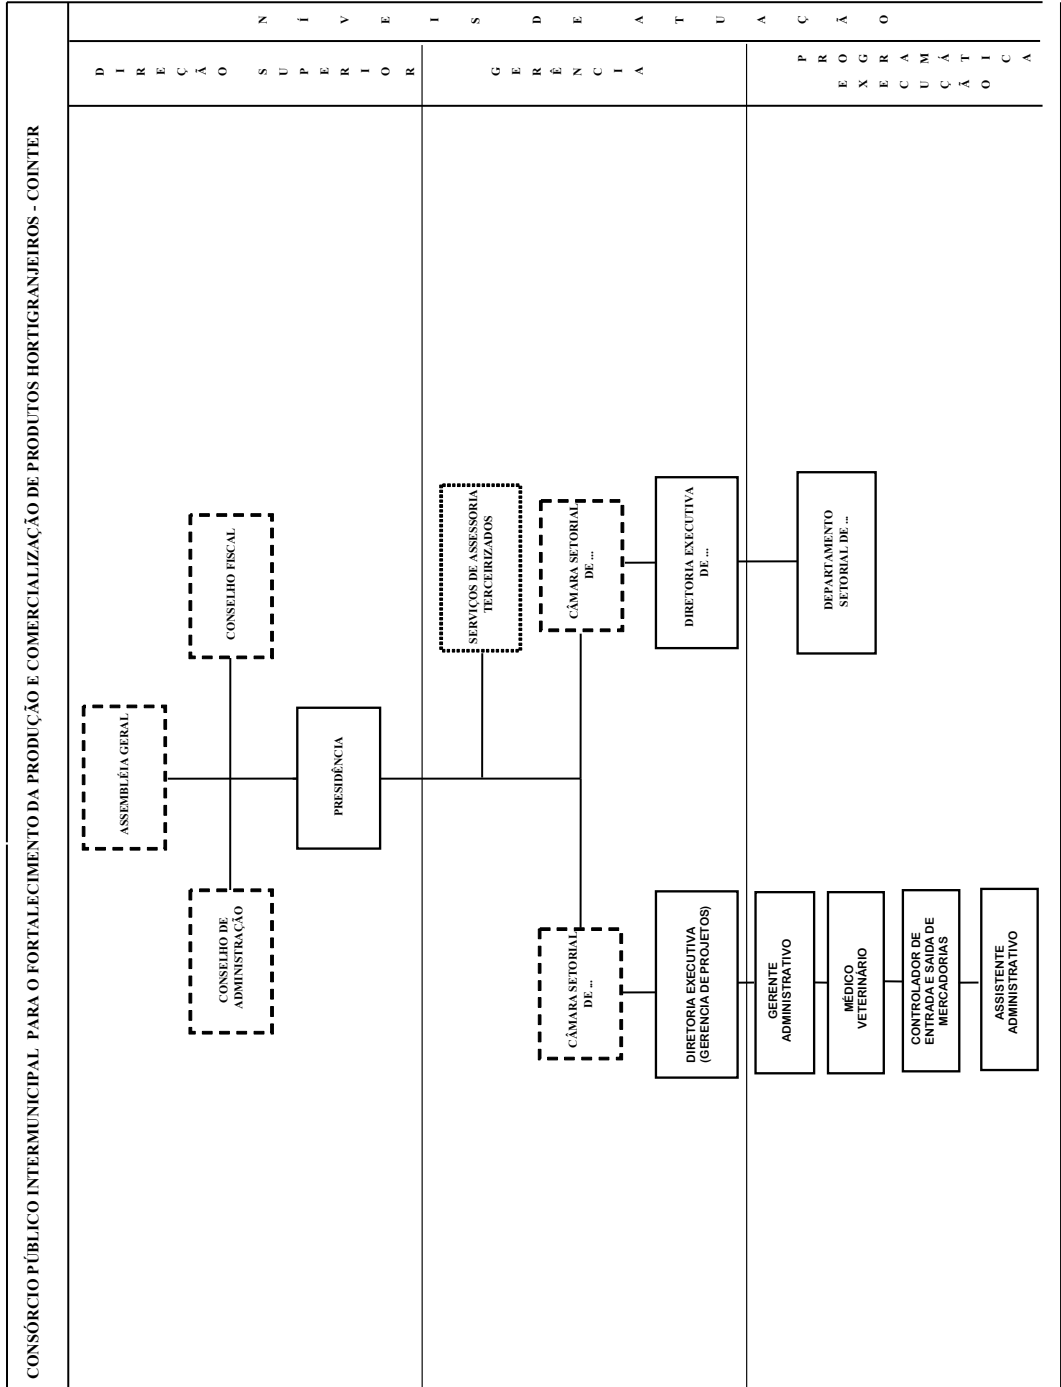 CONSÓRCIO PÚBLICO INTERMUNICIPAL PARA O FORTALECIMENTO DA PRODUÇÃO E COMERCIALIZAÇÃO DE PRODUTOS HORTIGRANJEIROS - COINTER
NÍVEIS DE ATUAÇÃO
DIREÇÃO
SUPERIOR
GERÊNCIA
EXECUÇÃO
PROGRAMÁTICA
ASSEMBLÉIA GERAL
CONSELHO DE
ADMINISTRAÇÃO
CONSELHO FISCAL
PRESIDÊNCIA
SERVIÇOS DE ASSESSORIA
TERCEIRIZADOS
CÂMARA SETORIAL
DE ...
CÂMARA SETORIAL
DE ...
DIRETORIA EXECUTIVA
(GERENCIA DE PROJETOS)
DIRETORIA EXECUTIVA
DE ...
GERENTE
ADMINISTRATIVO
MÉDICO
VETERINÁRIO
CONTROLADOR DE
ENTRADA E SAIDA DE
MERCADORIAS
ASSISTENTE
ADMINISTRATIVO
DEPARTAMENTO
SETORIAL DE ...